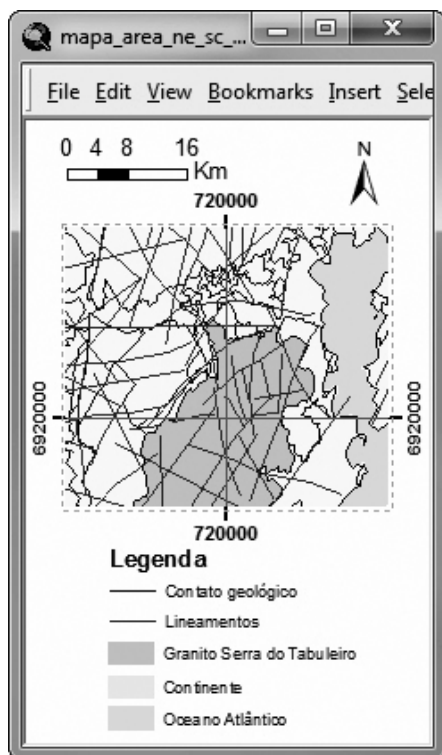 mapa_area_ne_sc_...
File Edit View Bookmarks Insert Sele
0 4 8 16
Km
N
720000
6920000
6920000
720000
Legenda
Contato geológico
Lineamentos
Granito Serra do Tabuleiro
Continente
Oceano Atlântico